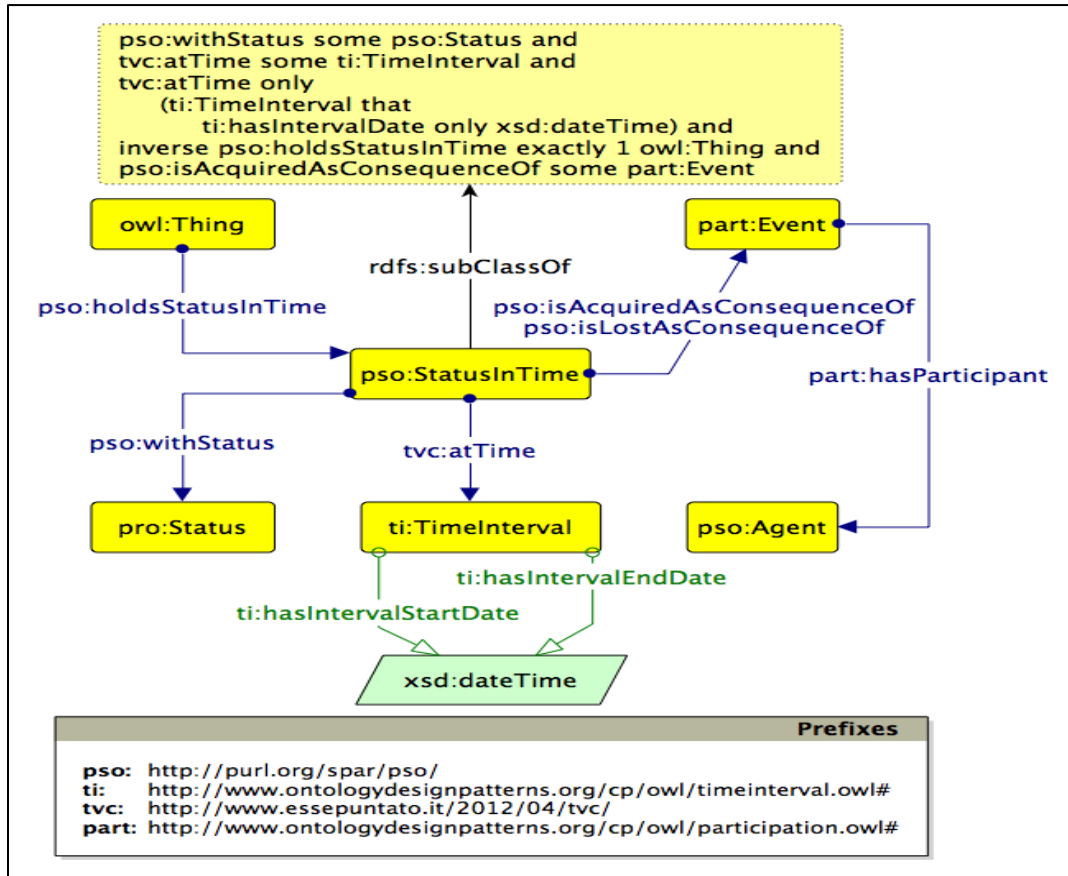 pso:withStatus some pso:Status and
tvc:atTime some ti:TimeInterval and
tvc:atTime only
(ti:TimeInterval that
ti:hasIntervalDate only xsd:dateTime) and
inverse pso:holdsStatusInTime exactly 1 owl:Thing and
pso:isAcquiredAsConsequenceOf some part:Event
owl:Thing
part:Event
rdfs:subClassOf
pso:holdsStatusInTime
pso:isAcquiredAsConsequenceOf
pso:isLostAsConsequenceOf
pso:StatusInTime
part:hasParticipant
pso:withStatus
tvc:atTime
pro:Status
ti:TimeInterval
pso:Agent
ti:hasIntervalEndDate
ti:hasIntervalStartDate
xsd:dateTime
Prefixes
pso: http://purl.org/spar/pso/
ti: http://www.ontologydesignpatterns.org/cp/owl/timeinterval.owl#
tvc: http://www.essepuntato.it/2012/04/tvc/
part: http://www.ontologydesignpatterns.org/cp/owl/participation.owl#